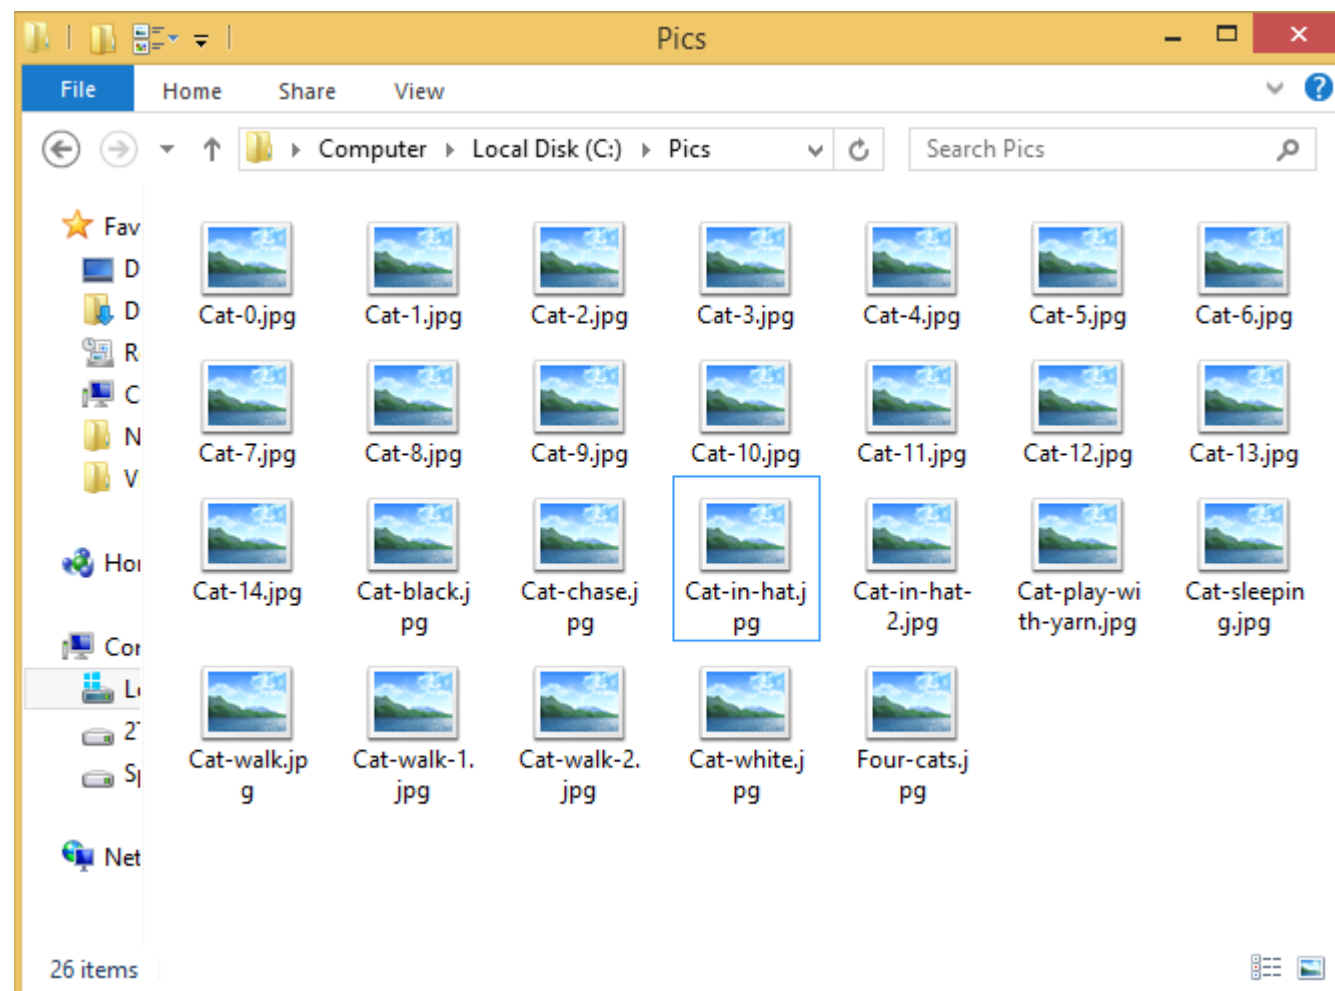 Pics
File Home Share View
Computer Local Disk (C:) Pics Search Pics
Fav
D
D
R
C
N
V
Hor
Cor
L
2
Sp
Net
Cat-0.jpg Cat-1.jpg Cat-2.jpg Cat-3.jpg Cat-4.jpg Cat-5.jpg Cat-6.jpg
Cat-7.jpg Cat-8.jpg Cat-9.jpg Cat-10.jpg Cat-11.jpg Cat-12.jpg Cat-13.jpg
Cat-14.jpg Cat-black.j Cat-chase.j Cat-in-hat.j Cat-in-hat- Cat-play-wi Cat-sleepin
pg pg pg 2.jpg th-yarn.jpg g.jpg
Cat-walk.jp Cat-walk-1. Cat-walk-2. Cat-white.j Four-cats.j
g jpg jpg pg pg
26 items